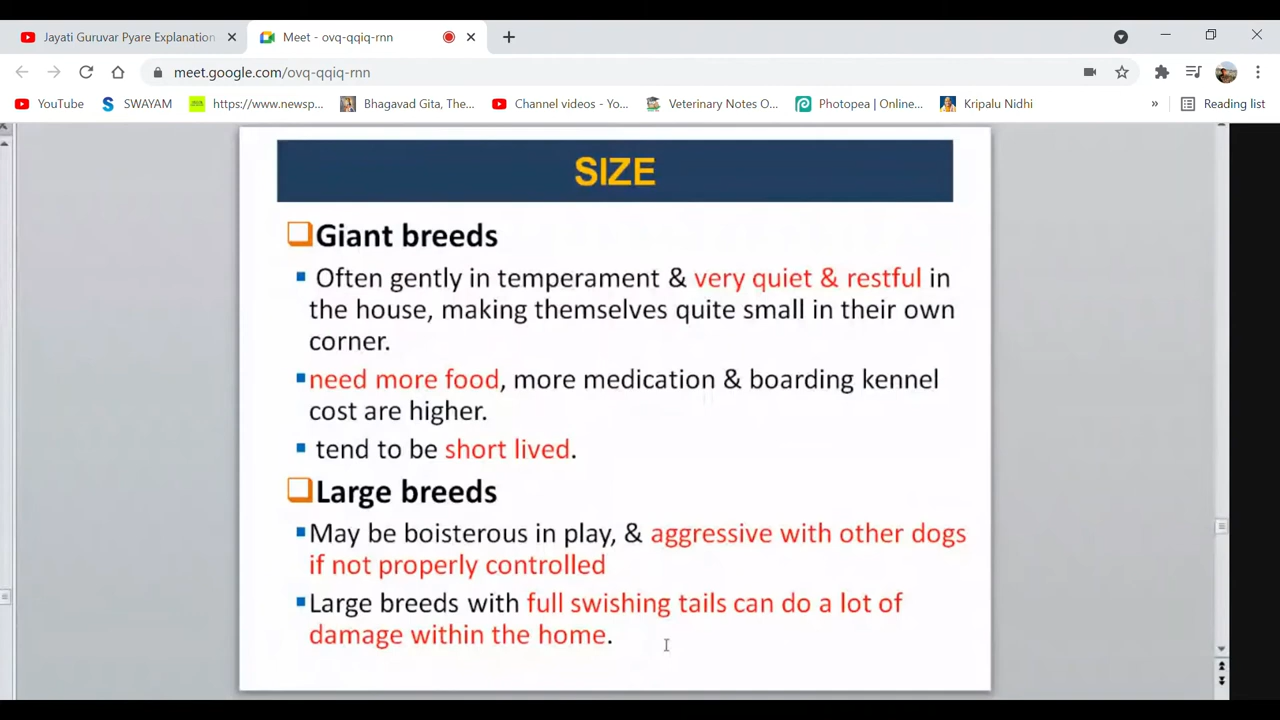 Jayati Guruvar Pyare Explanation
Meet - ovq-qqiq-rnn
meet.google.com/ovq-qqiq-rnn
YouTube
SWAYAM
https://www.newsp...
Bhagavad Gita, The...
Channel videos - Yo...
Veterinary Notes O...
Photopea | Online...
Kripalu Nidhi
»
Reading list
SIZE
Giant breeds
Often gently in temperament & very quiet & restful in
the house, making themselves quite small in their own
corner.
need more food, more medication & boarding kennel
cost are higher.
tend to be short lived.
Large breeds
May be boisterous in play, & aggressive with other dogs
if not properly controlled
Large breeds with full swishing tails can do a lot of
damage within the home.